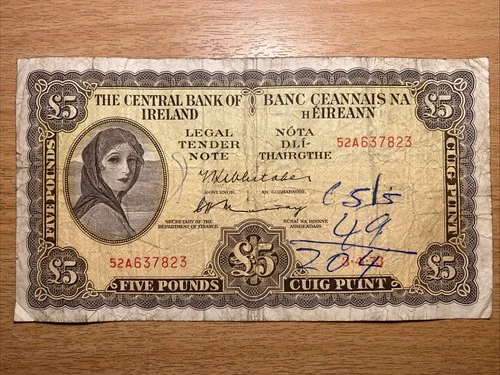 £5 THE CENTRAL BANK OF IRELAND BANC CEANNAIS NA hÉIREANN £5
LEGAL TENDER NOTE
NÓTA DLÍ-THAIRGTHE
52A637823
FIVE POUNDS
CUIG PUINT
T K Whitaker
GOVERNOR. AN GOBHARNÓIR.
SECRETARY OF THE DEPARTMENT OF FINANCE
RÚNAÍ NA ROINNE AIRGEADAIS
49
204
52A637823
£5 £5 £5
FIVE POUNDS CUIG PUINT